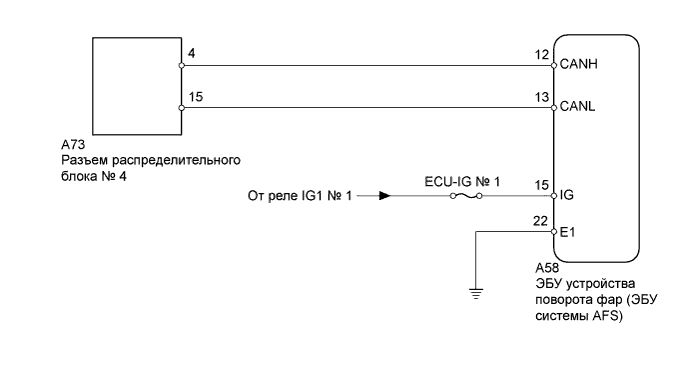 4
12
CANH
15
13
CANL
A73
Разъем распределительного
блока № 4
От реле IG1 № 1
ECU-IG № 1
15
IG
22
E1
A58
ЭБУ устройства
поворота фар (ЭБУ
системы AFS)